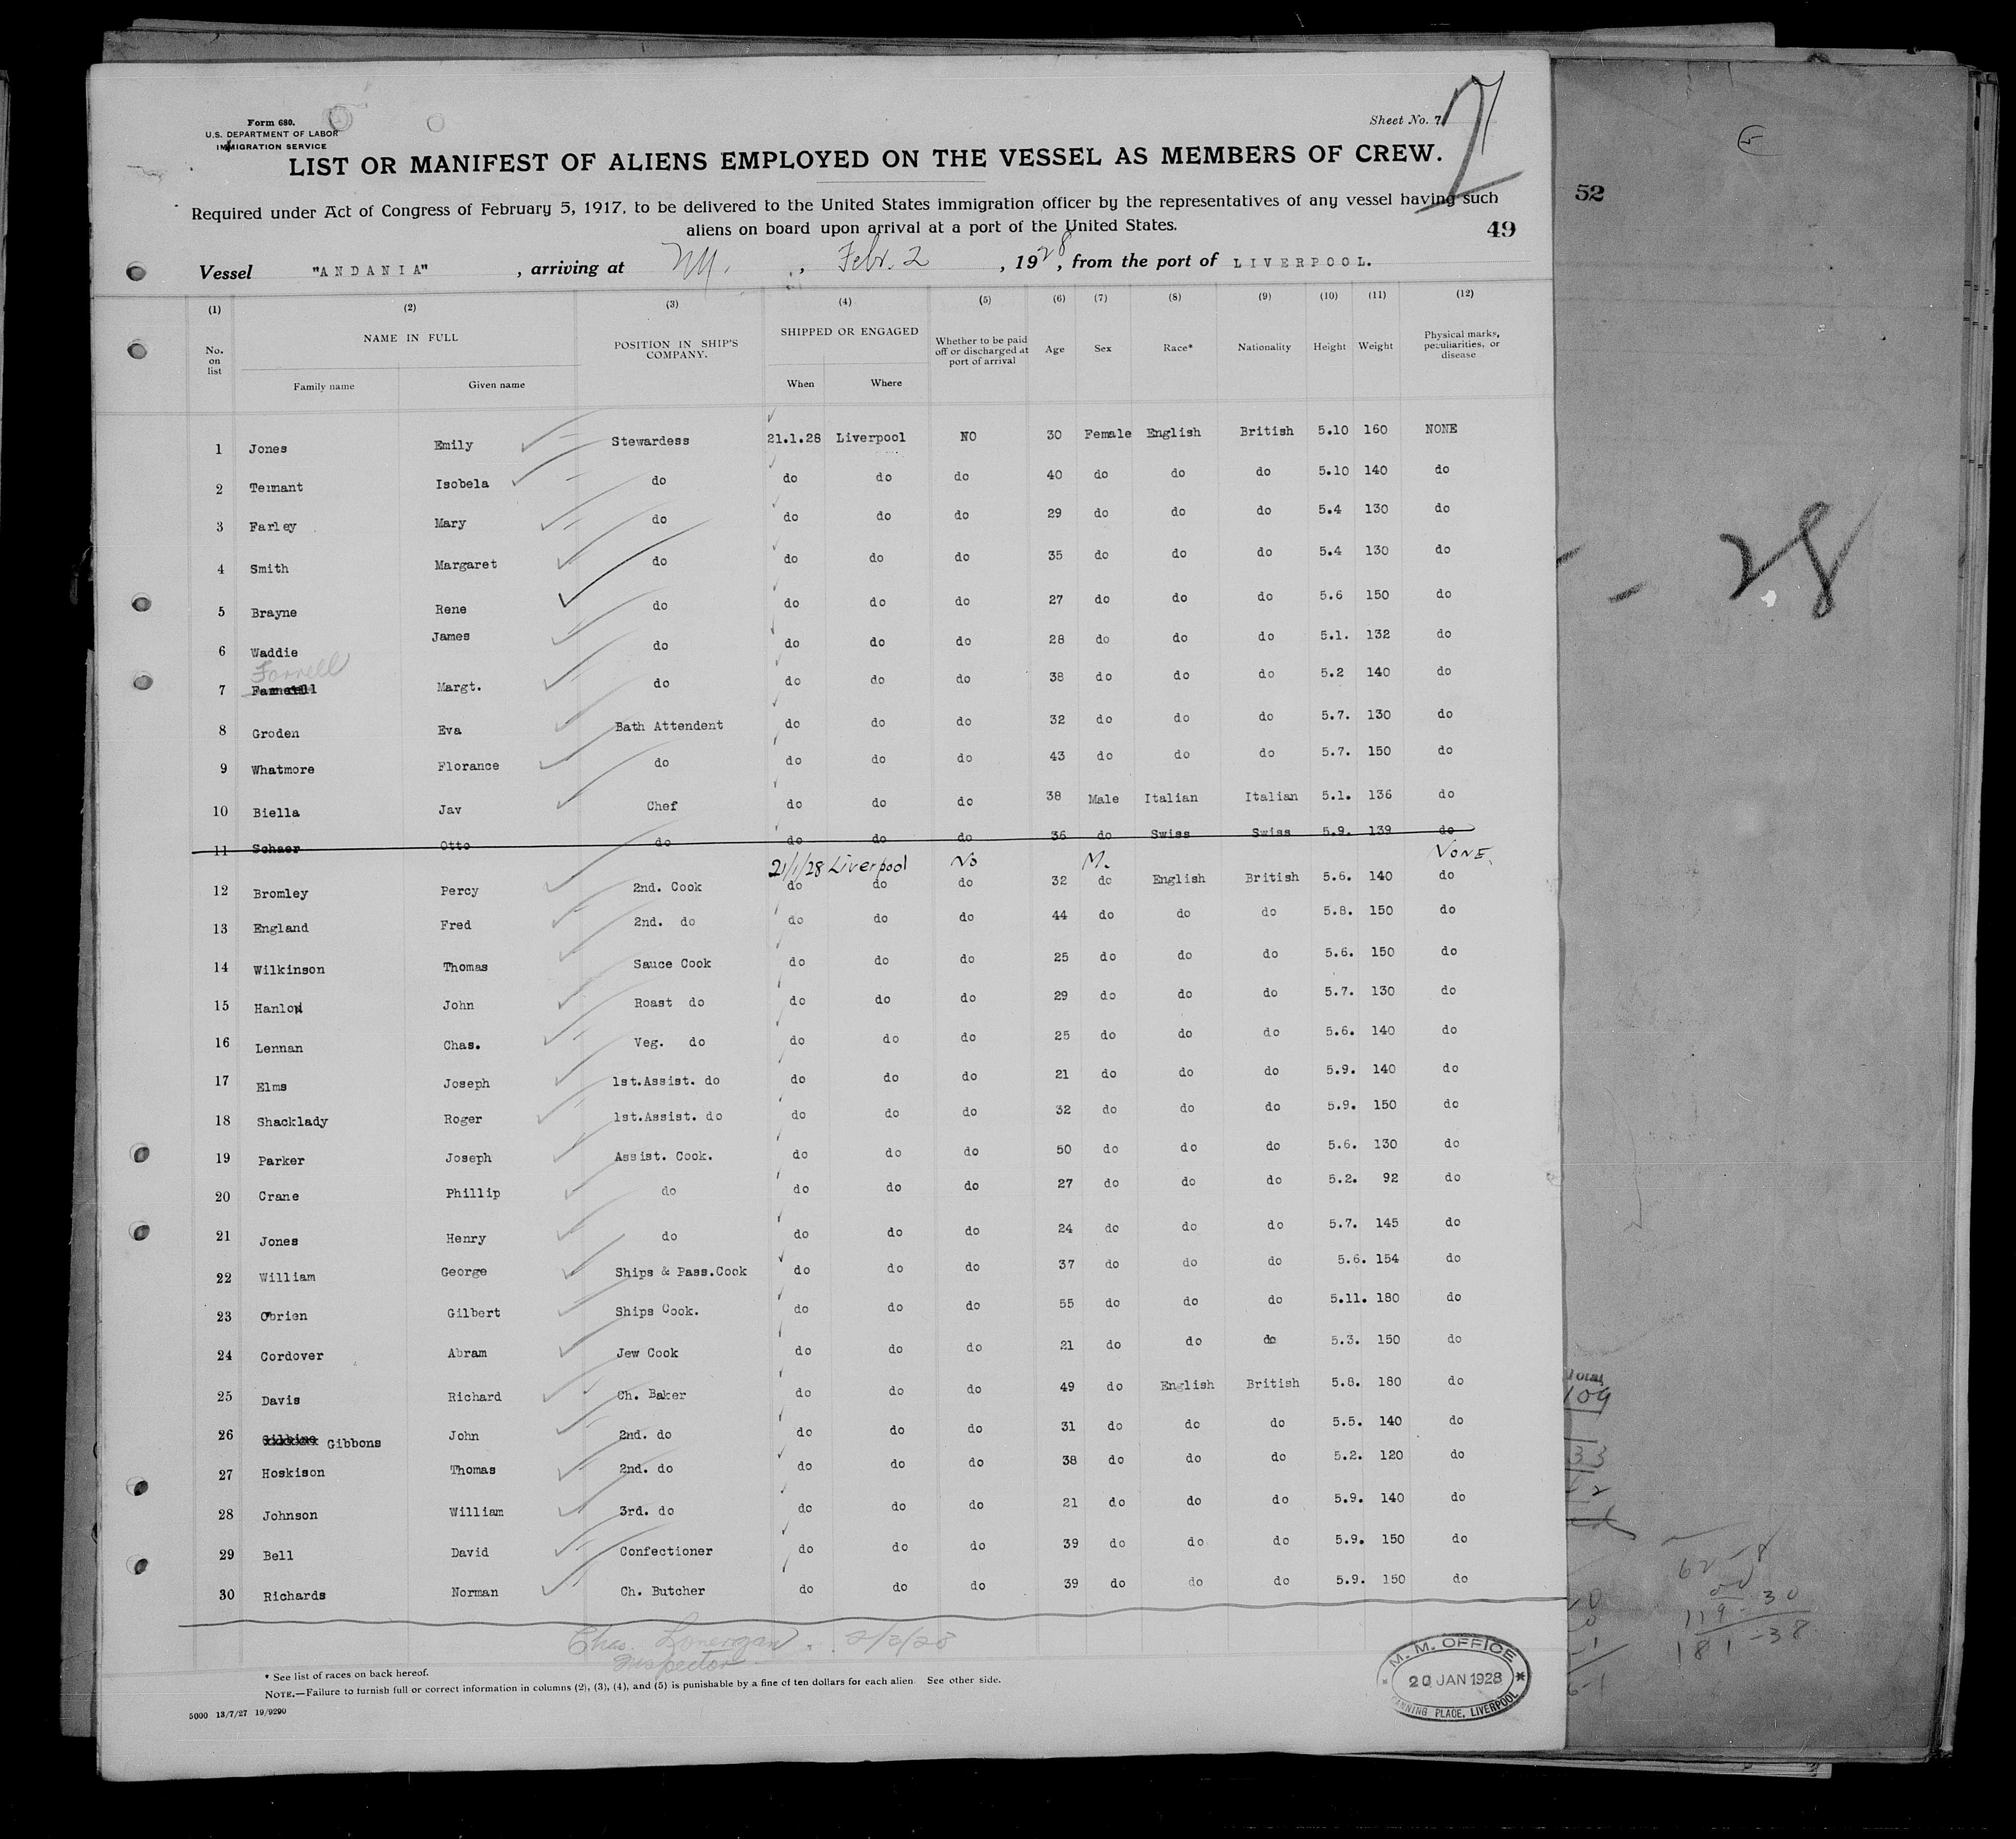 Form 680.
U.S. DEPARTMENT OF LABOR
IMMIGRATION SERVICE
Sheet No. 7
7
LIST OR MANIFEST OF ALIENS EMPLOYED ON THE VESSEL AS MEMBERS OF CREW.
Required under Act of Congress of February 5, 1917, to be delivered to the United States immigration officer by the representatives of any vessel having such
aliens on board upon arrival at a port of the United States.
49
52
Vessel "ANDANIA", arriving at NY., Febr. 2, 1928, from the port of LIVERPOOL.
(1) (2) (3) (4) (5) (6) (7) (8) (9) (10) (11) (12)
No. on list NAME IN FULL POSITION IN SHIP'S COMPANY. SHIPPED OR ENGAGED Whether to be paid off or discharged at port of arrival Age Sex Race* Nationality Height Weight Physical marks, peculiarities, or disease
Family name Given name When Where
1 Jones Emily Stewardess 21.1.28 Liverpool NO 30 Female English British 5.10 160 NONE
2 Tennant Isobela do do do do 40 do do do 5.10 140 do
3 Farley Mary do do do do 29 do do do 5.4 130 do
4 Smith Margaret do do do do 35 do do do 5.4 130 do
5 Brayne Rene do do do do 27 do do do 5.6 150 do
6 Waddie James do do do do 28 do do do 5.1. 132 do
Farrell
7 Margt. do do do do 38 do do do 5.2 140 do
8 Groden Eva Bath Attendent do do do 32 do do do 5.7. 130 do
9 Whatmore Florance do do do do 43 do do do 5.7. 150 do
10 Biella Jav Chef do do do 38 Male Italian Italian 5.1. 136 do
11 Schaer Otto do do do do 36 do Swiss Swiss 5.9. 139 do
21/1/28 Liverpool No M. NONE.
12 Bromley Percy 2nd. Cook do do do 32 do English British 5.6. 140 do
13 England Fred 2nd. do do do do 44 do do do 5.8. 150 do
14 Wilkinson Thomas Sauce Cook do do do 25 do do do 5.6. 150 do
15 Hanlon John Roast do do do do 29 do do do 5.7. 130 do
16 Lennan Chas. Veg. do do do do 25 do do do 5.6. 140 do
17 Elms Joseph 1st.Assist. do do do do 21 do do do 5.9. 140 do
18 Shacklady Roger 1st.Assist. do do do do 32 do do do 5.9. 150 do
19 Parker Joseph Assist. Cook. do do do 50 do do do 5.6. 130 do
20 Crane Phillip do do do do 27 do do do 5.2. 92 do
21 Jones Henry do do do do 24 do do do 5.7. 145 do
22 William George Ships & Pass.Cook do do do 37 do do do 5.6. 154 do
23 O'brien Gilbert Ships Cook. do do do 55 do do do 5.11. 180 do
24 Cordover Abram Jew Cook do do do 21 do do do 5.3. 150 do
25 Davis Richard Ch. Baker do do do 49 do English British 5.8. 180 do
26 Gibbons John 2nd. do do do do 31 do do do 5.5. 140 do
27 Hoskison Thomas 2nd. do do do do 38 do do do 5.2. 120 do
28 Johnson William 3rd. do do do do 21 do do do 5.9. 140 do
29 Bell David Confectioner do do do 39 do do do 5.9. 150 do
30 Richards Norman Ch. Butcher do do do 39 do do do 5.9. 150 do
Chas. Lonergan. 2/2/28
Inspector
* See list of races on back hereof.
NOTE.—Failure to furnish full or correct information in columns (2), (3), (4), and (5) is punishable by a fine of ten dollars for each alien. See other side.
5000 13/7/27 19/9290
M. M. OFFICE
20 JAN 1928
CANNING PLACE, LIVERPOOL
28
Total
109
33
62-8
119-30
181-38